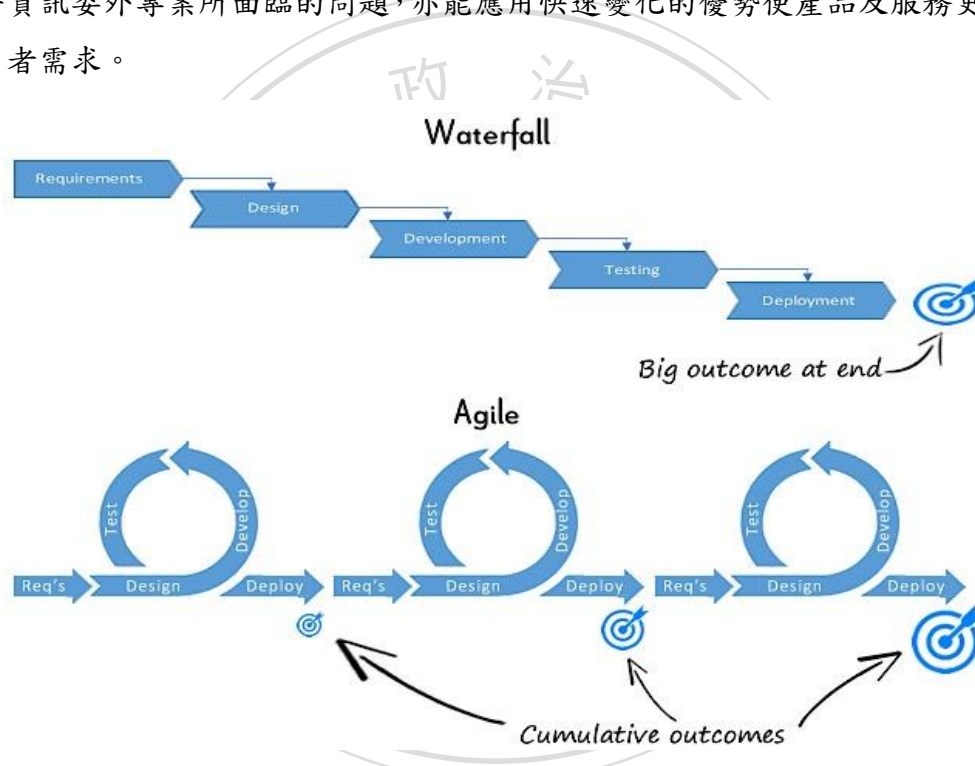 資訊委外專案所面臨的問題，亦能應用快速變化的優勢使產品及服務更
者需求。
政 治
Waterfall
Requirements
Design
Development
Testing
Deployment
Big outcome at end
Agile
Test Develop Test Develop Test Develop
Req's Design Deploy Req's Design Deploy Req's Design Deploy
Cumulative outcomes